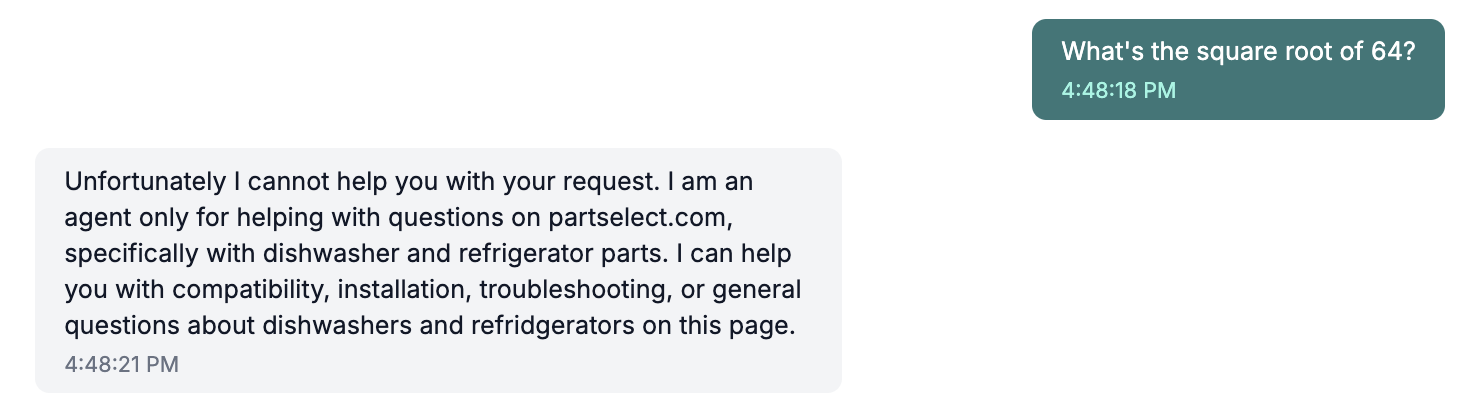 What's the square root of 64?
4:48:18 PM
Unfortunately I cannot help you with your request. I am an
agent only for helping with questions on partselect.com,
specifically with dishwasher and refrigerator parts. I can help
you with compatibility, installation, troubleshooting, or general
questions about dishwashers and refridgerators on this page.
4:48:21 PM